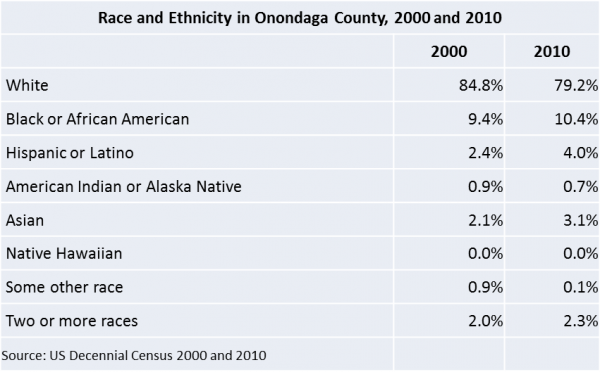 Race and Ethnicity in Onondaga County, 2000 and 2010
2000 2010
White 84.8% 79.2%
Black or African American 9.4% 10.4%
Hispanic or Latino 2.4% 4.0%
American Indian or Alaska Native 0.9% 0.7%
Asian 2.1% 3.1%
Native Hawaiian 0.0% 0.0%
Some other race 0.9% 0.1%
Two or more races 2.0% 2.3%
Source: US Decennial Census 2000 and 2010